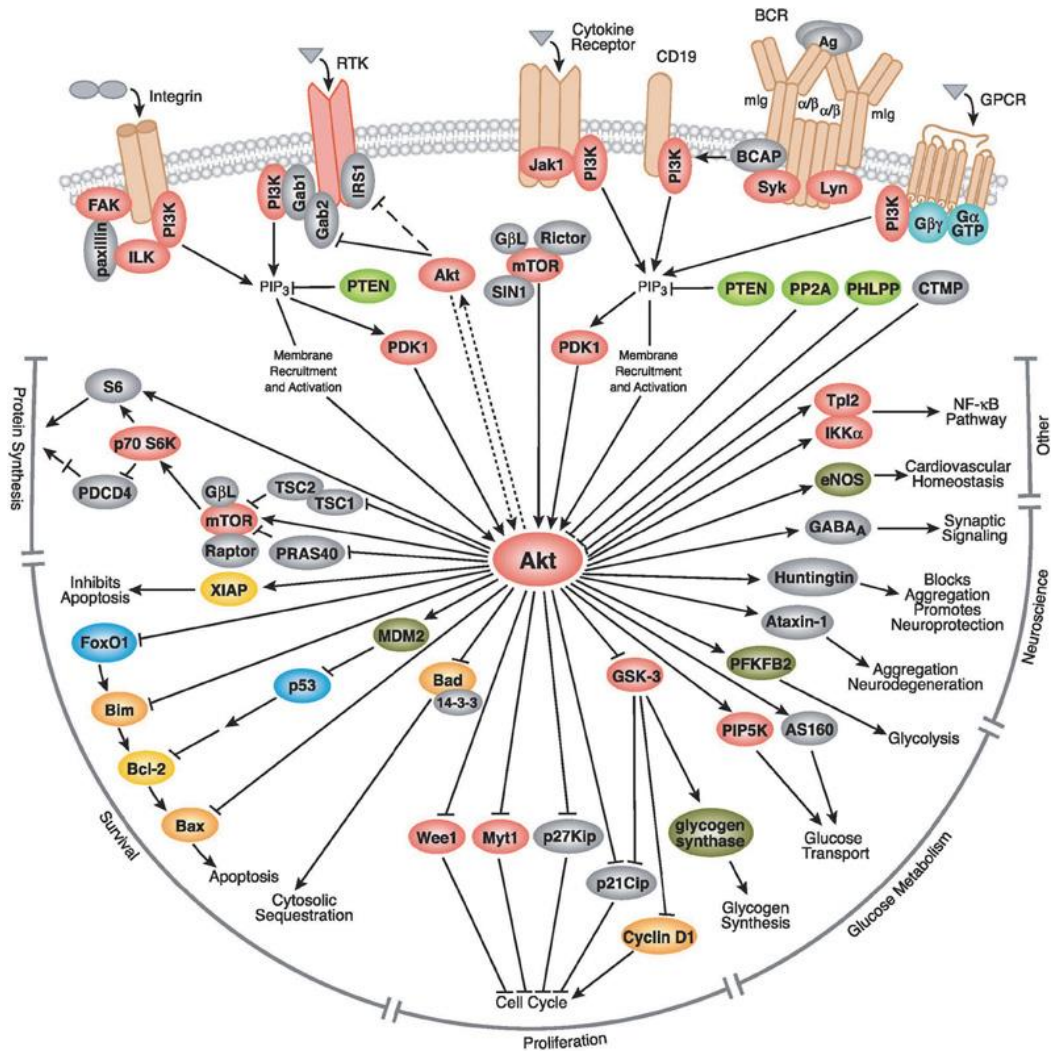 Integrin
RTK
Cytokine
Receptor
CD19
BCR
Ag
mIg
α/β
α/β
mIg
GPCR
FAK
PI3K
paxillin
ILK
PI3K
Gab1
Gab2
IRS1
Jak1
PI3K
PI3K
BCAP
Syk
Lyn
PI3K
Gβγ
Gα
GTP
PIP3
PTEN
Akt
GβL
Rictor
mTOR
SIN1
PIP3
PTEN
PP2A
PHLPP
CTMP
PDK1
PDK1
Membrane
Recruitment
and Activation
Membrane
Recruitment
and Activation
Protein Synthesis
S6
p70 S6K
PDCD4
GβL
mTOR
Raptor
TSC2
TSC1
PRAS40
Akt
Tpl2
IKKα
NF-κB
Pathway
eNOS
Cardiovascular
Homeostasis
Other
GABAA
Synaptic
Signaling
Huntingtin
Blocks
Aggregation
Promotes
Neuroprotection
Ataxin-1
Aggregation
Neurodegeneration
Neuroscience
Inhibits
Apoptosis
XIAP
FoxO1
MDM2
p53
Bim
Bcl-2
Bax
Apoptosis
Bad
14-3-3
Cytosolic
Sequestration
Survival
GSK-3
PFKFB2
Glycolysis
PIP5K
AS160
Glucose
Transport
glycogen
synthase
Glycogen
Synthesis
Glucose Metabolism
Wee1
Myt1
p27Kip
p21Cip
Cyclin D1
Cell Cycle
Proliferation